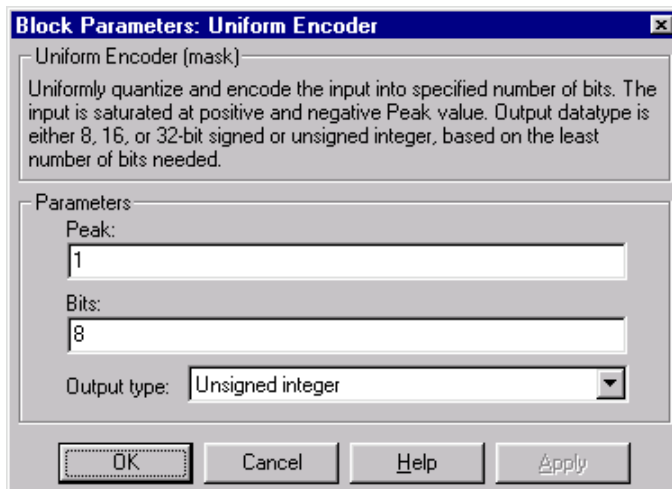 Block Parameters: Uniform Encoder
Uniform Encoder (mask)
Uniformly quantize and encode the input into specified number of bits. The
input is saturated at positive and negative Peak value. Output datatype is
either 8, 16, or 32-bit signed or unsigned integer, based on the least
number of bits needed.
Parameters
Peak:
1
Bits:
8
Output type: Unsigned integer
OK Cancel Help Apply